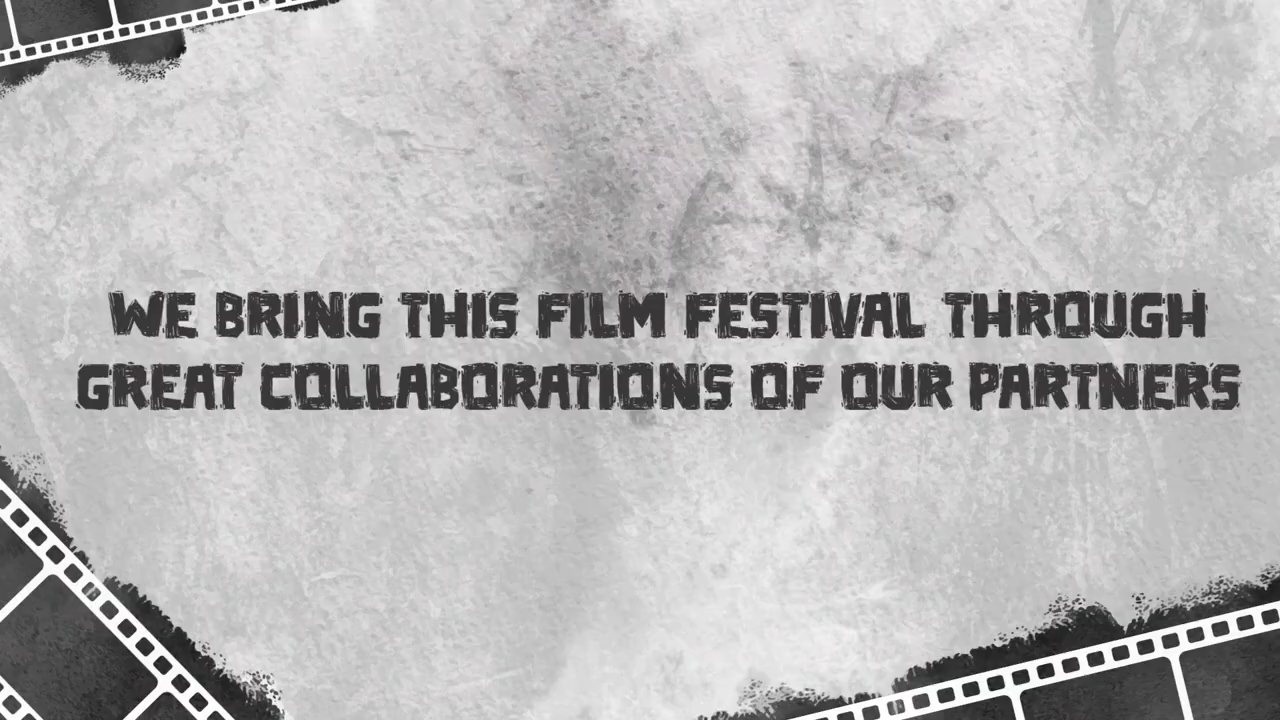 WE BRING THIS FILM FESTIVAL THROUGH
GREAT COLLABORATIONS OF OUR PARTNERS